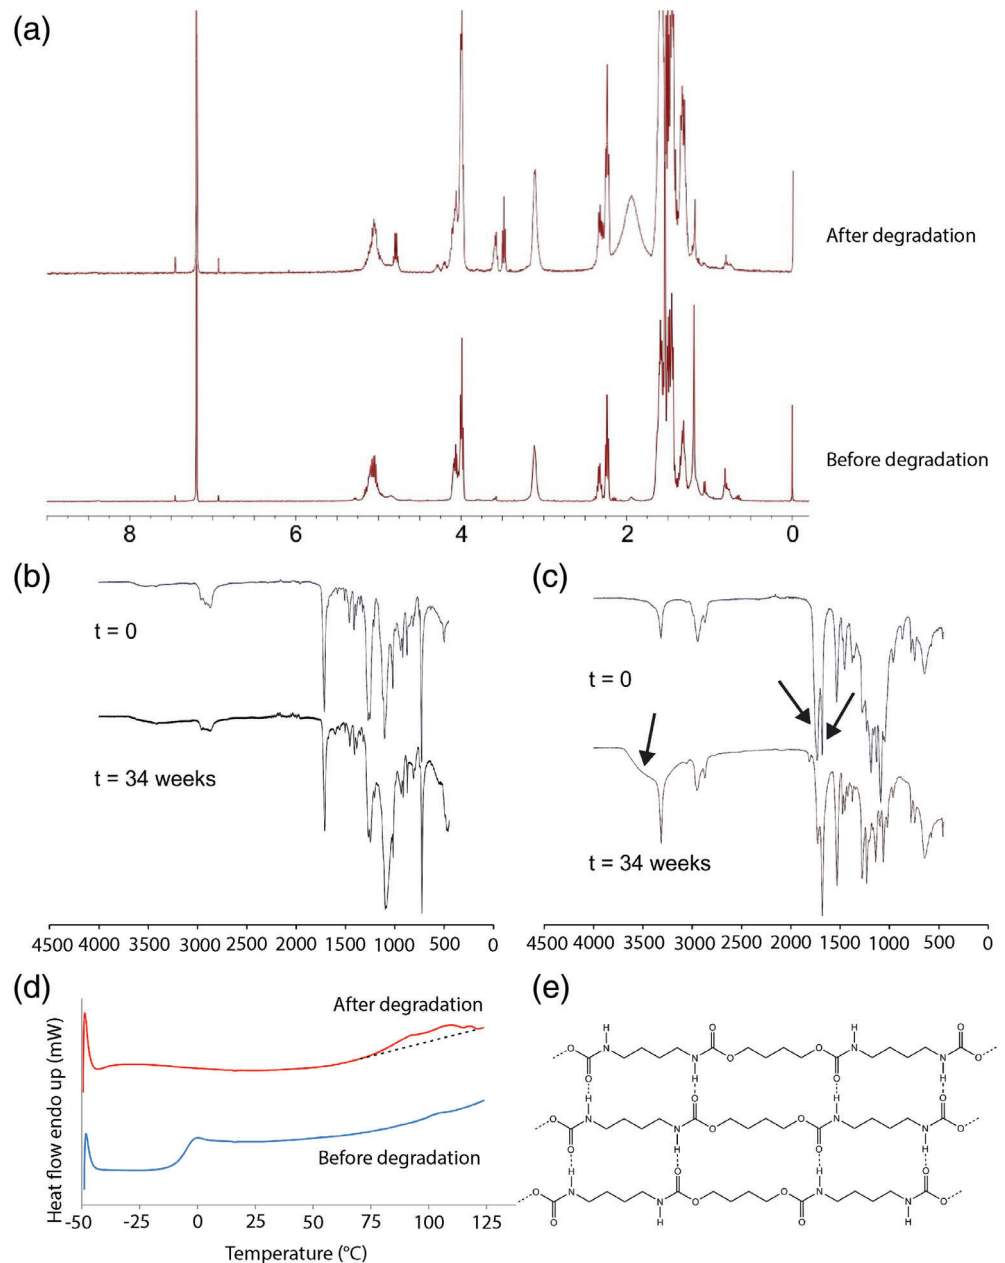 (a)
After degradation
Before degradation
8 6 4 2 0
(b)
t = 0
t = 34 weeks
4500 4000 3500 3000 2500 2000 1500 1000 500 0
(c)
t = 0
t = 34 weeks
4500 4000 3500 3000 2500 2000 1500 1000 500 0
(d)
After degradation
Before degradation
Heat flow endo up (mW)
-50 -25 0 25 50 75 100 125
Temperature (°C)
(e)
H O O H O
O N N O O N N O
O H O H
H O H O
O N N O O N N O
O H O H
H O H O
O N N O O N N O
O H O H